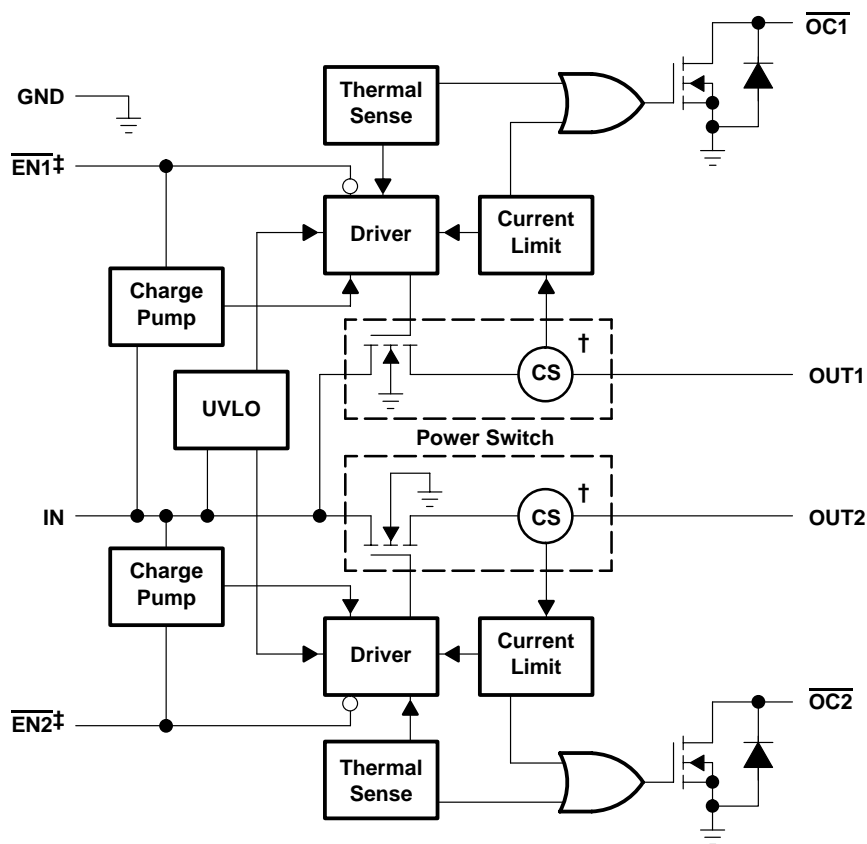 OC1
Thermal
Sense
GND
EN1‡
Driver
Current
Limit
Charge
Pump
†
CS
OUT1
UVLO
Power Switch
†
IN
CS
OUT2
Charge
Pump
Driver
Current
Limit
EN2‡
OC2
Thermal
Sense